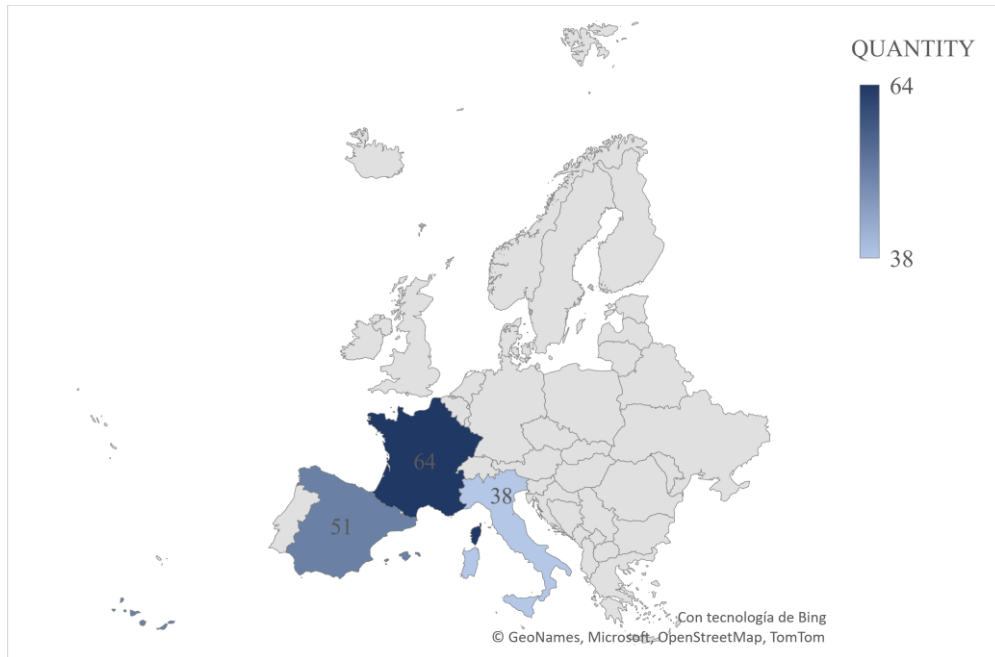 QUANTITY
64
38
64
38
51
Con tecnología de Bing
© GeoNames, Microsoft, OpenStreetMap, TomTom